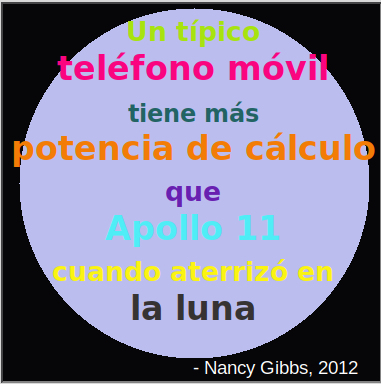 Un típico
teléfono móvil
tiene más
potencia de cálculo
que
Apollo 11
cuando aterrizó en
la luna
- Nancy Gibbs, 2012